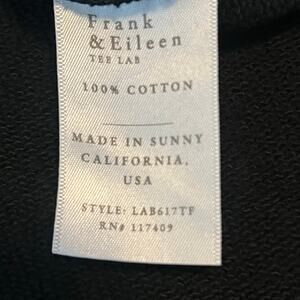 Frank
& Eileen
TEE LAB
100% COTTON
MADE IN SUNNY
CALIFORNIA,
USA
STYLE: LAB617TF
RN# 117409